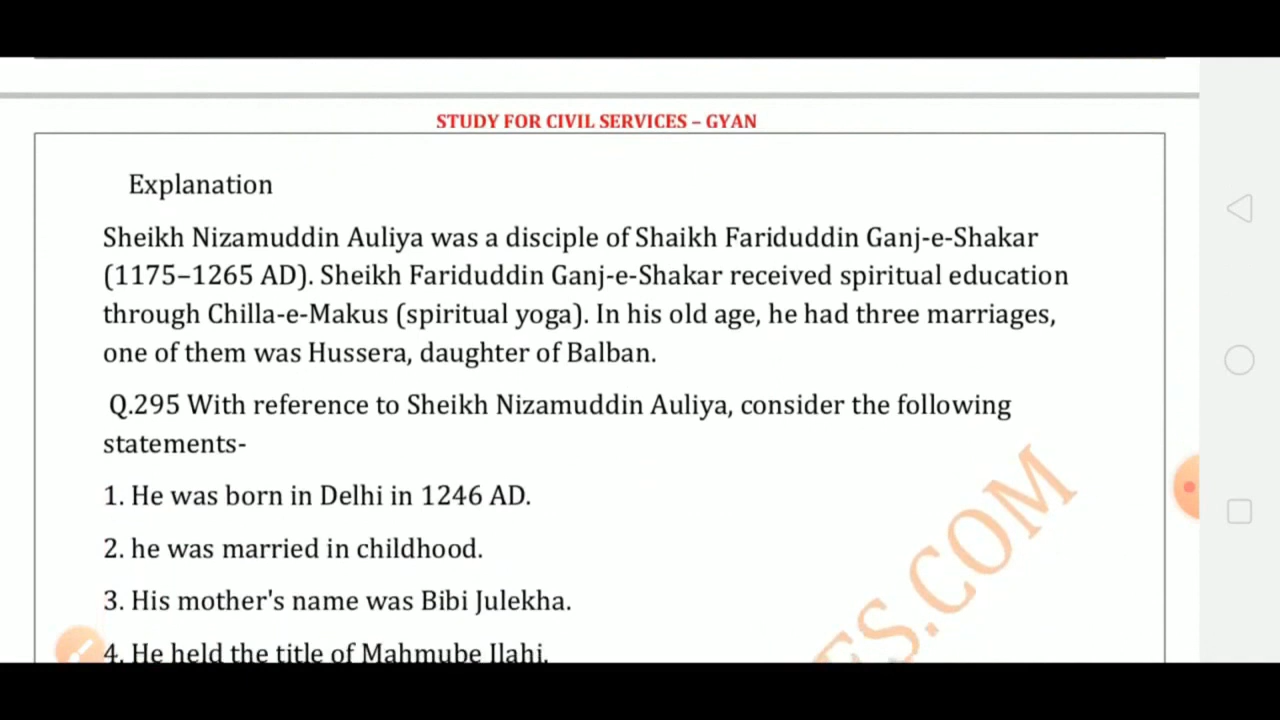 STUDY FOR CIVIL SERVICES – GYAN
Explanation
Sheikh Nizamuddin Auliya was a disciple of Shaikh Fariduddin Ganj-e-Shakar
(1175–1265 AD). Sheikh Fariduddin Ganj-e-Shakar received spiritual education
through Chilla-e-Makus (spiritual yoga). In his old age, he had three marriages,
one of them was Hussera, daughter of Balban.
Q.295 With reference to Sheikh Nizamuddin Auliya, consider the following
statements-
1. He was born in Delhi in 1246 AD.
2. he was married in childhood.
3. His mother's name was Bibi Julekha.
4. He held the title of Mahmube Ilahi.
ES.COM